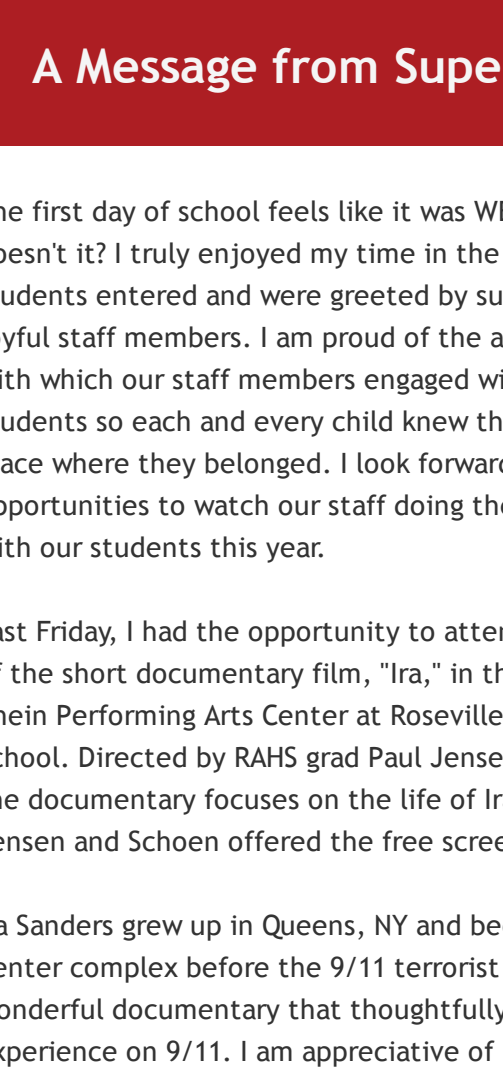 A Message from Supe
he first day of school feels like it was WE
oesn't it? I truly enjoyed my time in the
udents entered and were greeted by su
yful staff members. I am proud of the a
ith which our staff members engaged wi
udents so each and every child knew th
ace where they belonged. I look forward
pportunities to watch our staff doing the
ith our students this year.
ast Friday, I had the opportunity to atten
f the short documentary film, "Ira," in th
hein Performing Arts Center at Roseville
chool. Directed by RAHS grad Paul Jense
he documentary focuses on the life of Ir
ensen and Schoen offered the free scree
a Sanders grew up in Queens, NY and be
enter complex before the 9/11 terrorist
onderful documentary that thoughtfully
xperience on 9/11. I am appreciative of